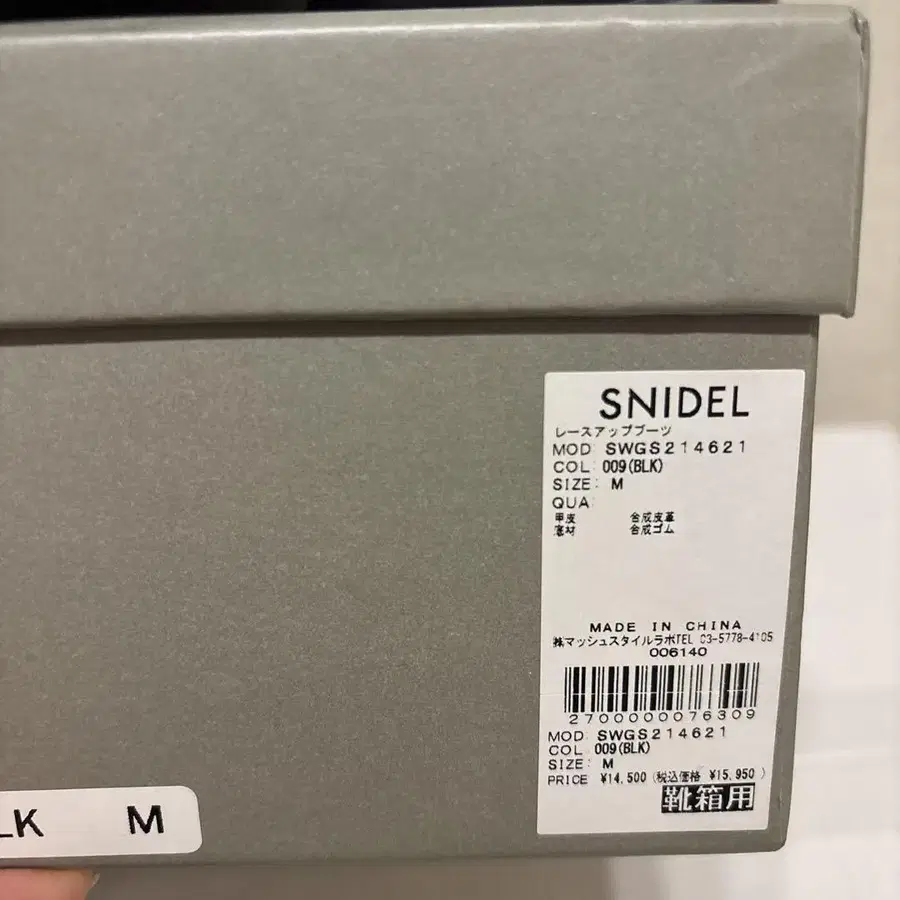 SNIDEL
レースアップブーツ
MOD: SWGS214621
COL: 009(BLK)
SIZE: M
QUA:
甲皮 合成皮革
底材 合成ゴム
MADE IN CHINA
㈱マッシュスタイルラボTEL 03-5778-4105
006140
2700000076309
MOD: SWGS214621
COL 009(BLK)
SIZE: M
PRICE ¥14,500 (税込価格 ¥15,950 )
靴箱用
LK M